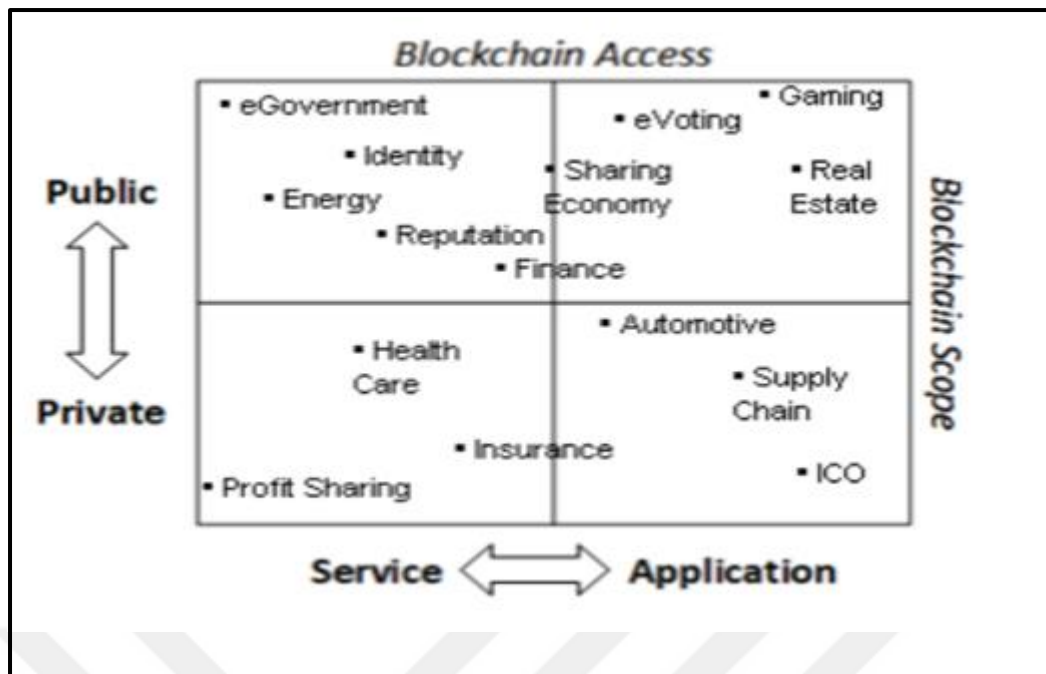 Blockchain Access
▪ Gaming
▪ eGovernment
▪ eVoting
▪ Identity
▪ Sharing
Economy
▪ Real
Estate
Public
▪ Energy
▪ Reputation
▪ Finance
Blockchain Scope
▪ Automotive
▪ Health
Care
▪ Supply
Chain
Private
▪ Insurance
▪ ICO
▪ Profit Sharing
Service
Application